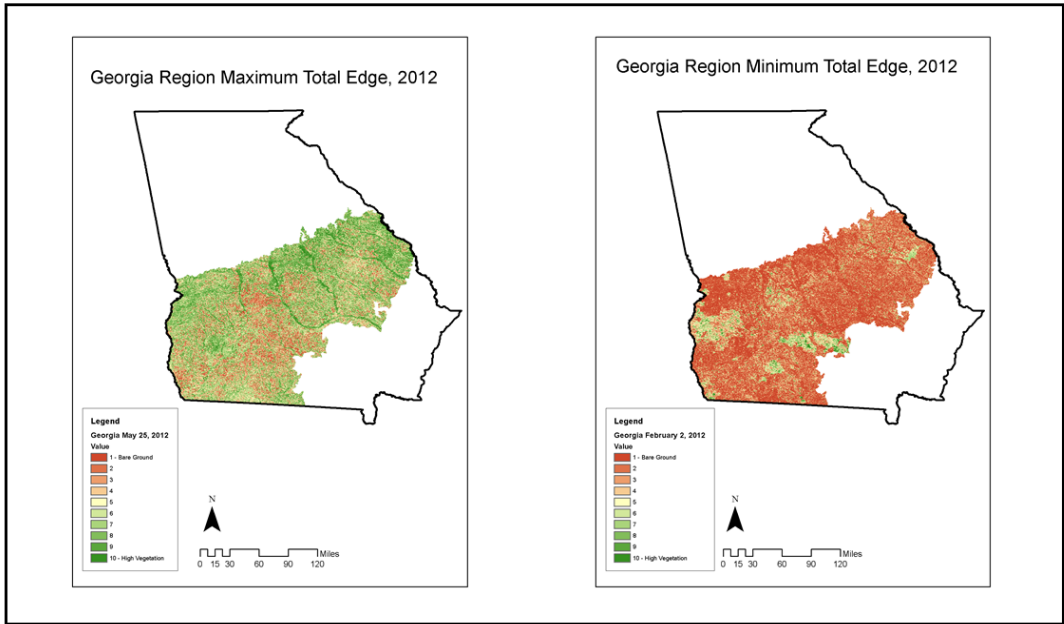 Georgia Region Maximum Total Edge, 2012
Legend
Georgia May 25, 2012
Value
1 - Bare Ground
2
3
4
5
6
7
8
9
10 - High Vegetation
N
Miles
0 15 30 60 90 120
Georgia Region Minimum Total Edge, 2012
Legend
Georgia February 2, 2012
Value
1 - Bare Ground
2
3
4
5
6
7
8
9
10 - High Vegetation
N
Miles
0 15 30 60 90 120